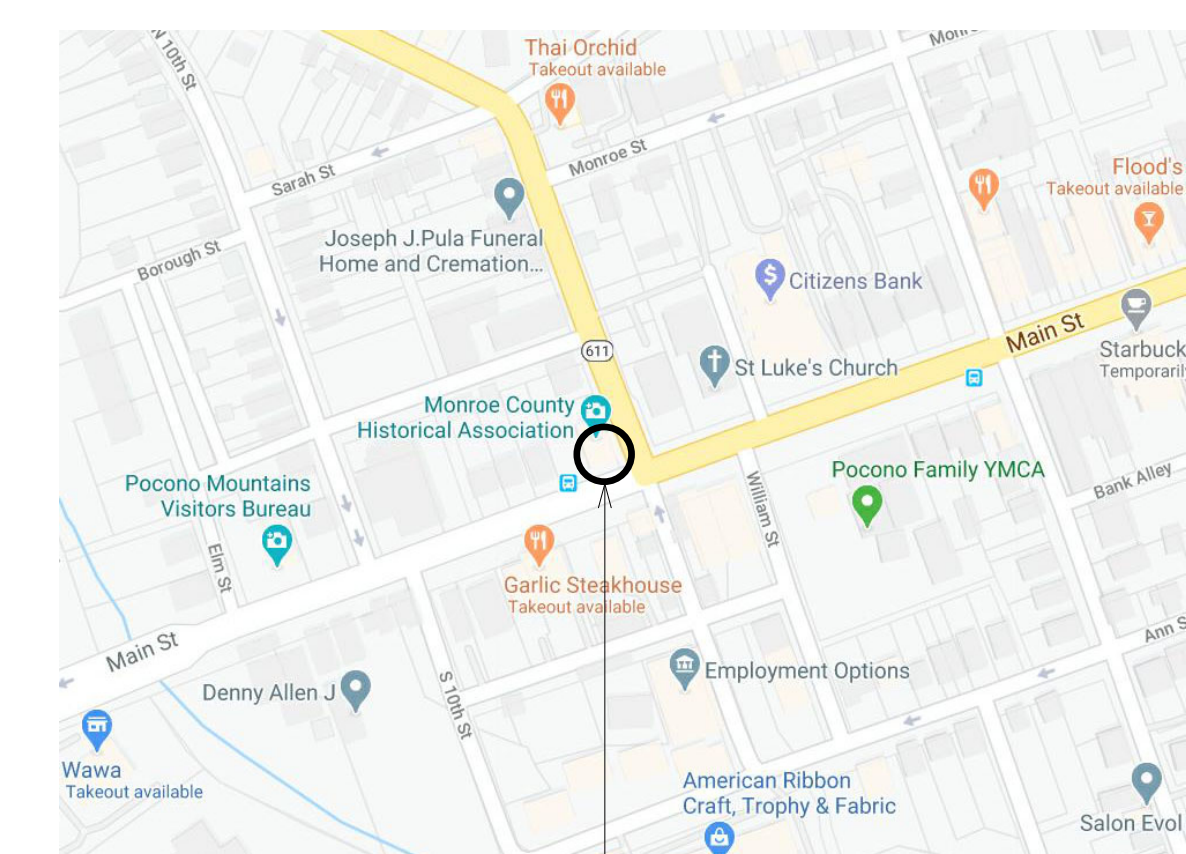 Monro
N 10th St
Thai Orchid
Takeout available
Monroe St
Sarah St
Flood's
Takeout available
Joseph J.Pula Funeral
Home and Cremation...
Borough St
Citizens Bank
Main St
611
Starbuck
Temporaril
St Luke's Church
Monroe County
Historical Association
Pocono Mountains
Visitors Bureau
Pocono Family YMCA
Bank Alley
William St
Elm St
Garlic Steakhouse
Takeout available
Ann S
Main St
Employment Options
Denny Allen J
S 10th St
Wawa
Takeout available
American Ribbon
Craft, Trophy & Fabric
Salon Evol